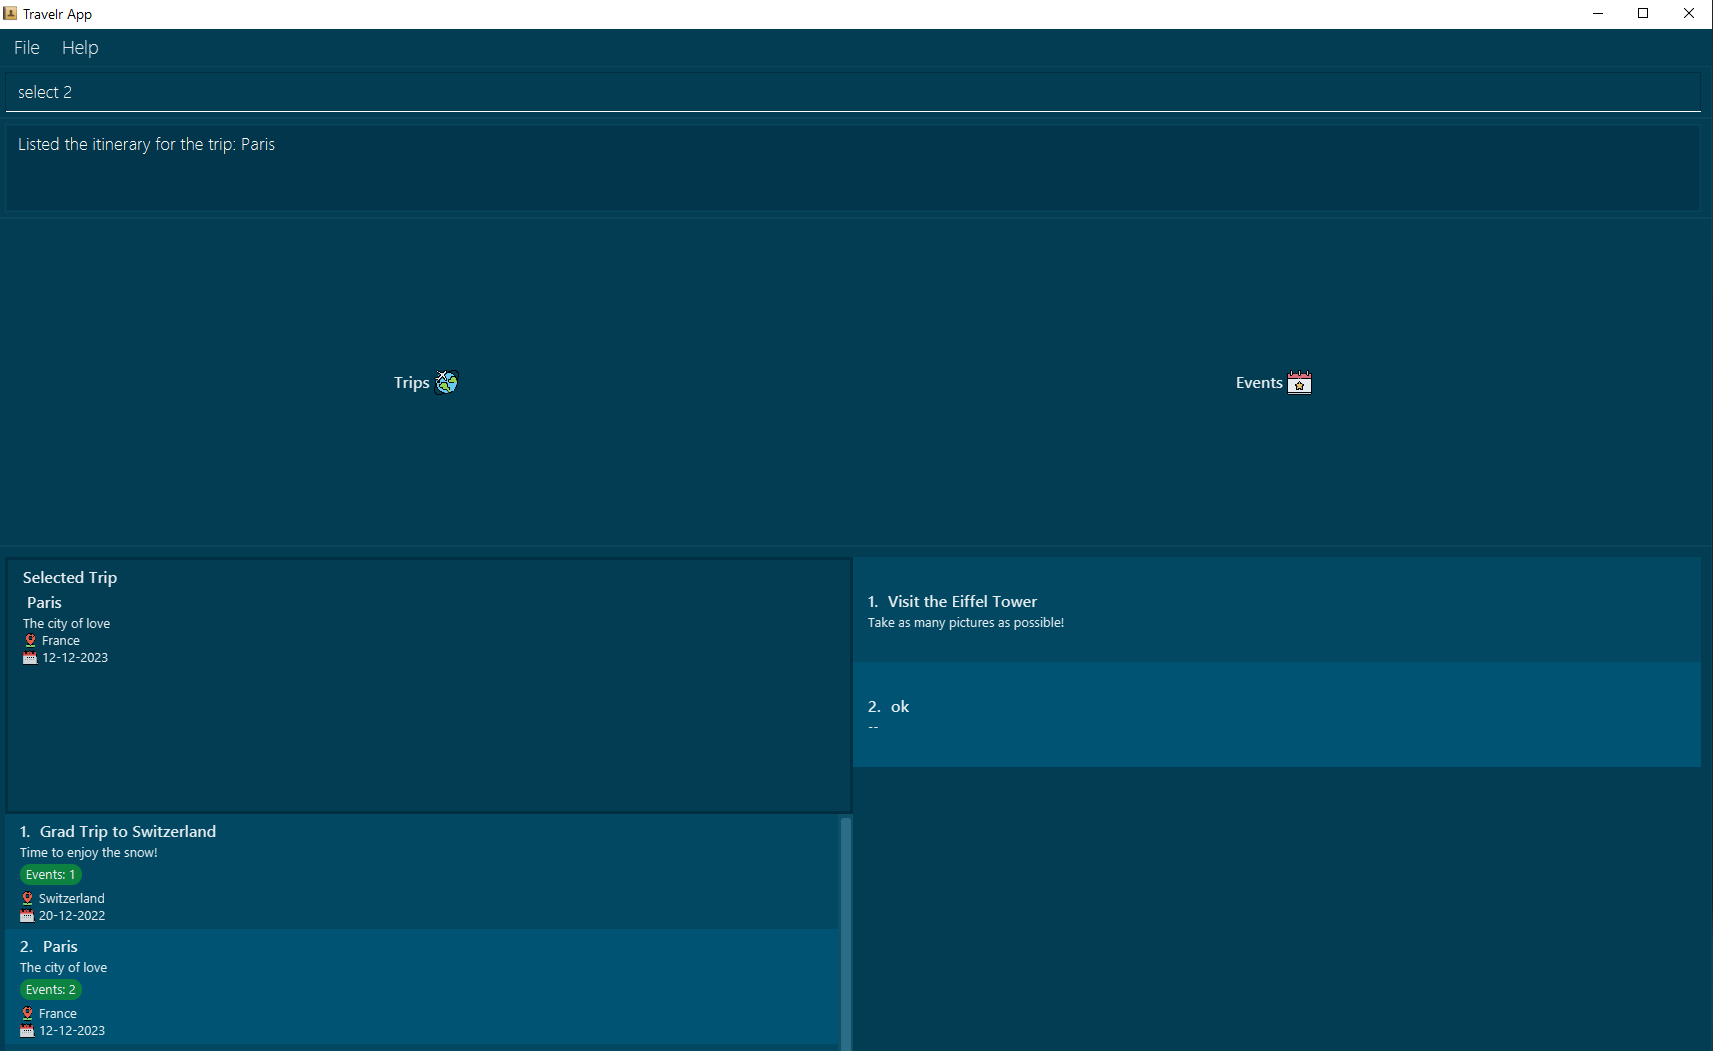 Travelr App
File Help
select 2
Listed the itinerary for the trip: Paris
Trips
Events
Selected Trip
Paris
The city of love
France
12-12-2023
1. Grad Trip to Switzerland
Time to enjoy the snow!
Events: 1
Switzerland
20-12-2022
2. Paris
The city of love
Events: 2
France
12-12-2023
1. Visit the Eiffel Tower
Take as many pictures as possible!
2. ok
--